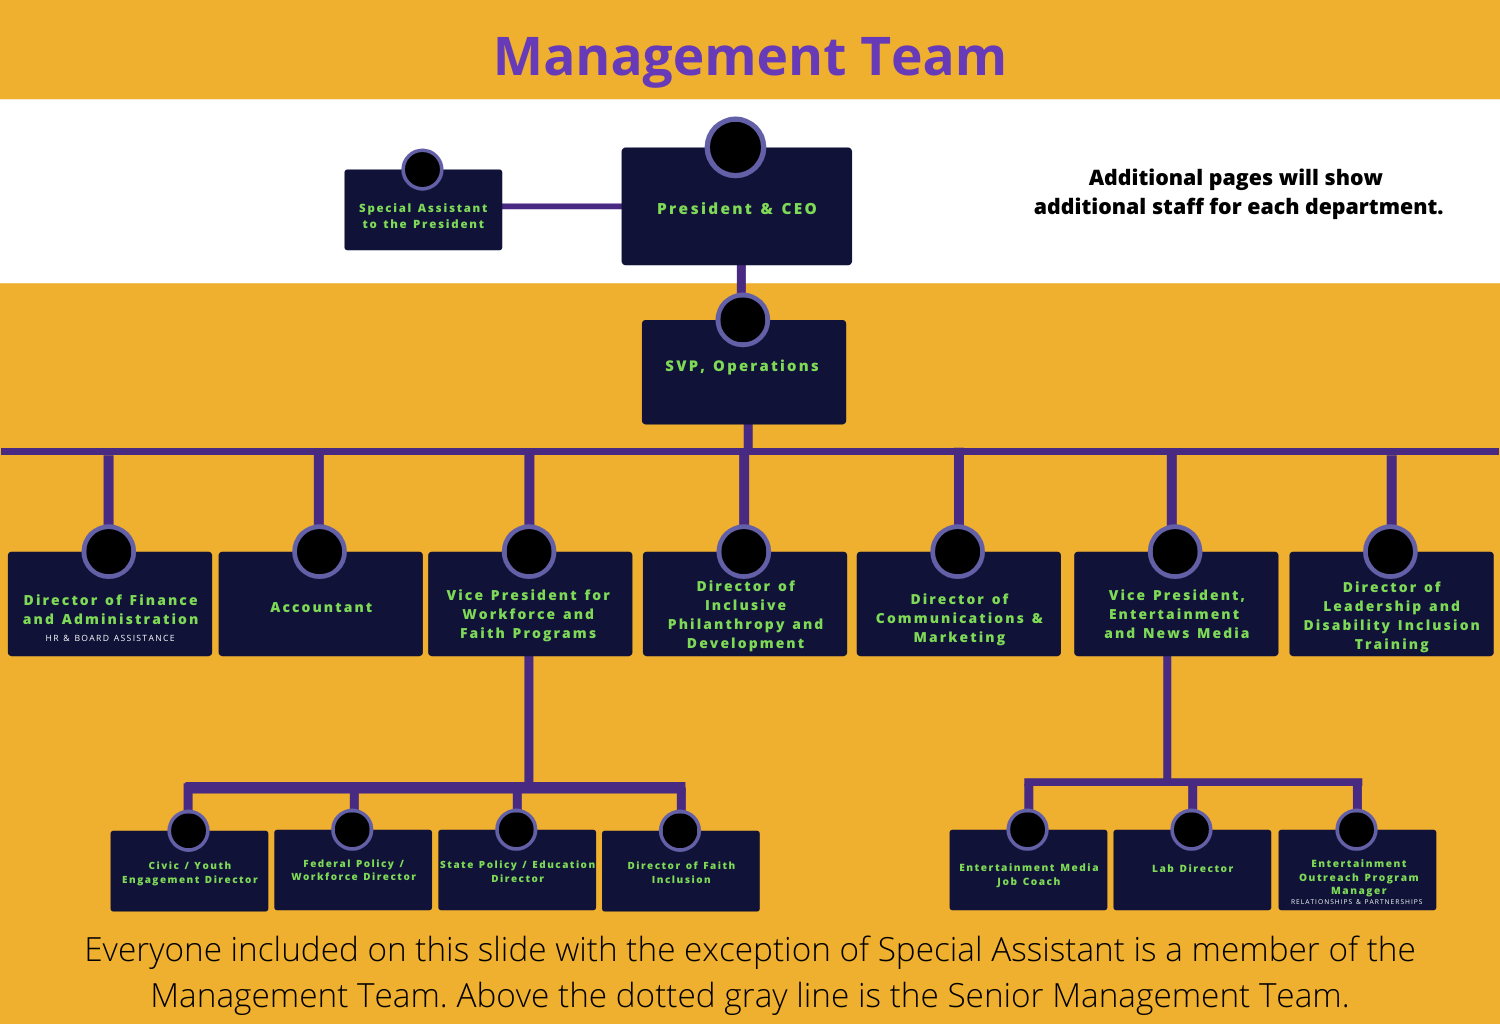 Management Team
Special Assistant
to the President
President & CEO
Additional pages will show
additional staff for each department.
SVP, Operations
Director of Finance
and Administration
HR & BOARD ASSISTANCE
Accountant
Vice President for
Workforce and
Faith Programs
Director of
Inclusive
Philanthropy and
Development
Director of
Communications &
Marketing
Vice President,
Entertainment
and News Media
Director of
Leadership and
Disability Inclusion
Training
Civic / Youth
Engagement Director
Federal Policy /
Workforce Director
State Policy / Education
Director
Director of Faith
Inclusion
Entertainment Media
Job Coach
Lab Director
Entertainment
Outreach Program
Manager
RELATIONSHIPS & PARTNERSHIPS
Everyone included on this slide with the exception of Special Assistant is a member of the
Management Team. Above the dotted gray line is the Senior Management Team.